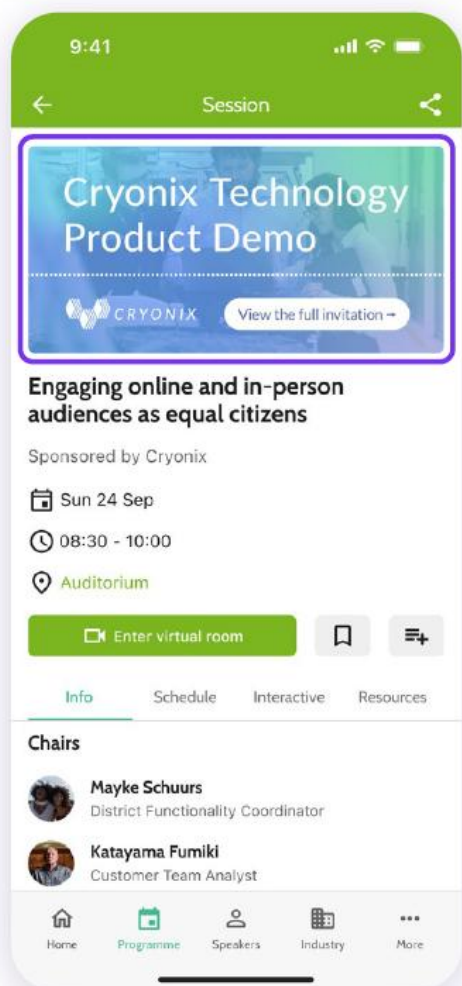 9:41
Session
Cryonix Technology
Product Demo
CRYONIX
View the full invitation →
Engaging online and in-person
audiences as equal citizens
Sponsored by Cryonix
Sun 24 Sep
08:30 - 10:00
Auditorium
Enter virtual room
Info Schedule Interactive Resources
Chairs
Mayke Schuurs
District Functionality Coordinator
Katayama Fumiki
Customer Team Analyst
Home Programme Speakers Industry More